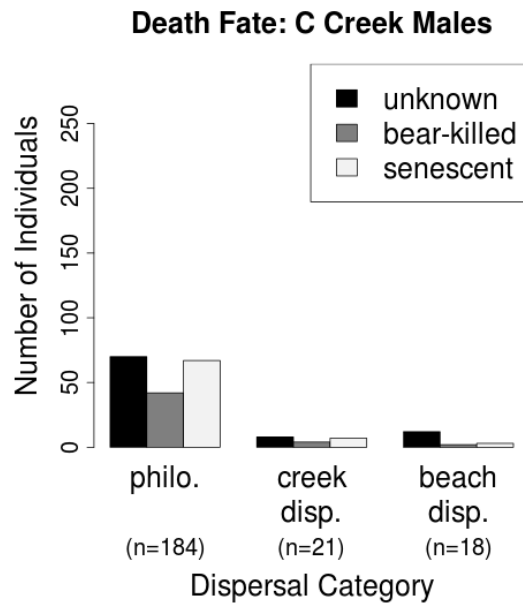 Death Fate: C Creek Males
unknown
bear-killed
senescent
Number of Individuals
250
200
150
100
50
0
philo.
creek
disp.
beach
disp.
(n=184)
(n=21)
(n=18)
Dispersal Category